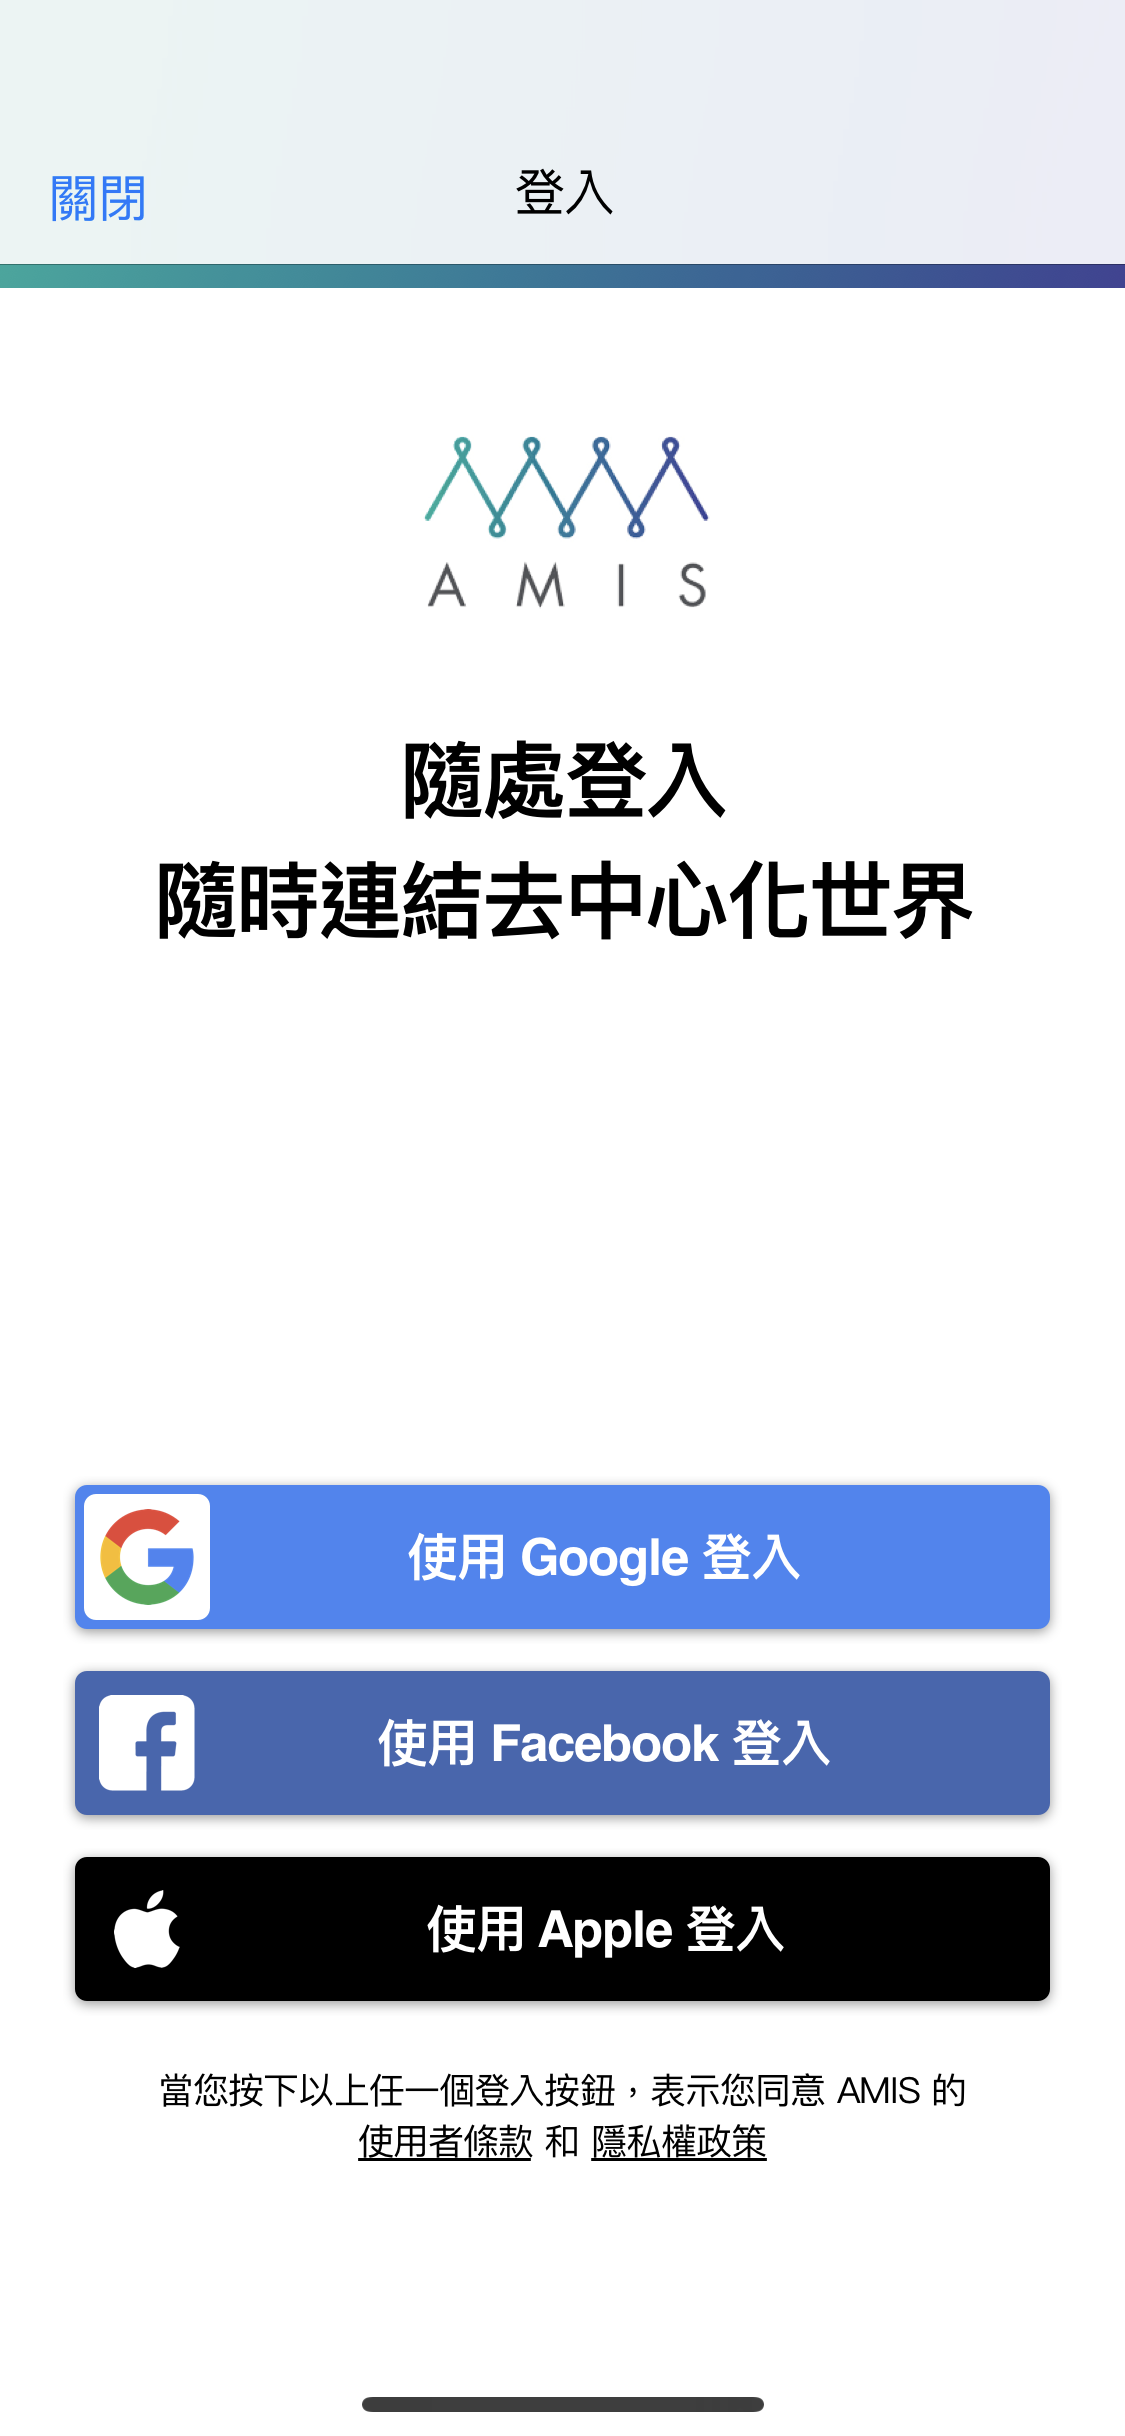 關閉
登入
AMIS
隨處登入
隨時連結去中心化世界
使用 Google 登入
使用 Facebook 登入
使用 Apple 登入
當您按下以上任一個登入按鈕，表示您同意 AMIS 的
使用者條款 和 隱私權政策